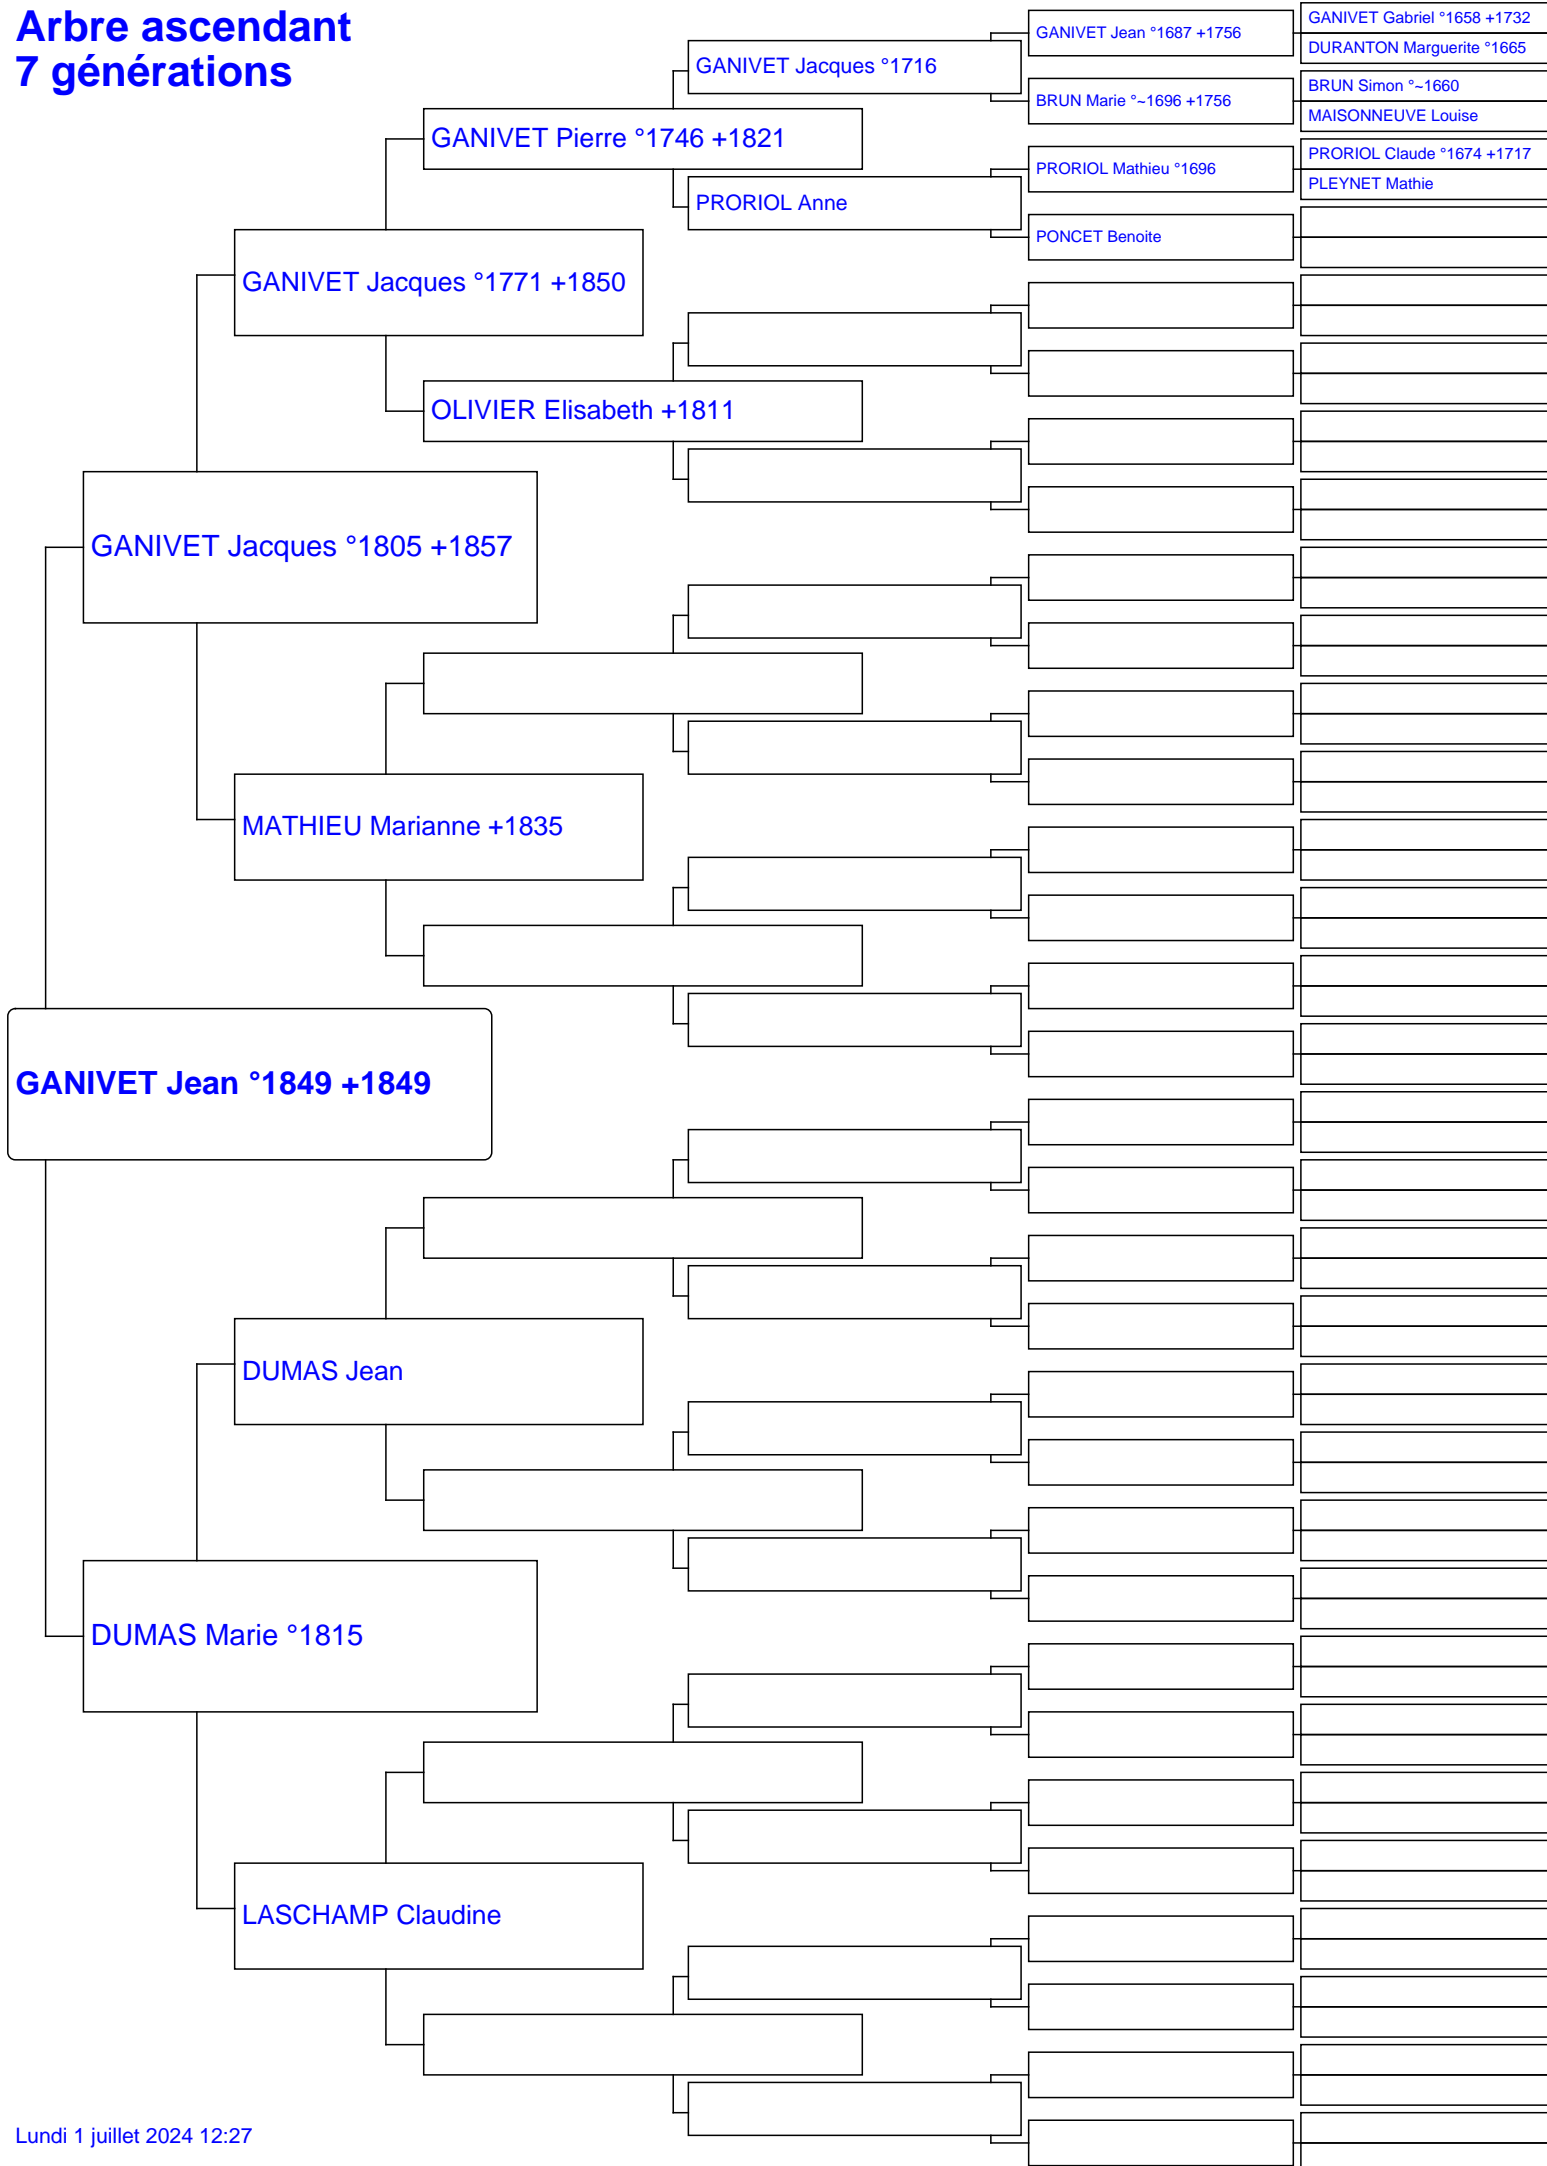 Arbre ascendant
7 générations
GANIVET Jean °1687 +1756
GANIVET Gabriel °1658 +1732
DURANTON Marguerite °1665
GANIVET Jacques °1716
BRUN Marie °~1696 +1756
BRUN Simon °~1660
MAISONNEUVE Louise
GANIVET Pierre °1746 +1821
PRORIOL Mathieu °1696
PRORIOL Claude °1674 +1717
PLEYNET Mathie
PRORIOL Anne
PONCET Benoite
GANIVET Jacques °1771 +1850
OLIVIER Elisabeth +1811
GANIVET Jacques °1805 +1857
MATHIEU Marianne +1835
GANIVET Jean °1849 +1849
DUMAS Jean
DUMAS Marie °1815
LASCHAMP Claudine
Lundi 1 juillet 2024 12:27